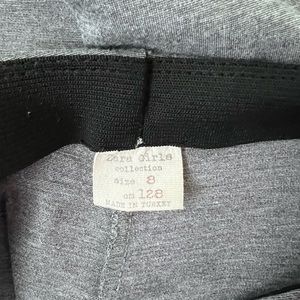 Zara Girls
collection
size 8
cm 128
MADE IN TURKEY